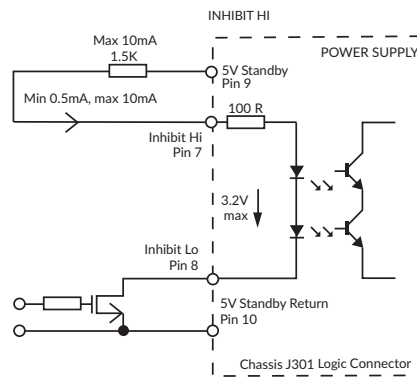 INHIBIT HI
Max 10mA
1.5K
POWER SUPPLY
5V Standby
Pin 9
Min 0.5mA, max 10mA
100 R
Inhibit Hi
Pin 7
3.2V
max
Inhibit Lo
Pin 8
5V Standby Return
Pin 10
Chassis J301 Logic Connector